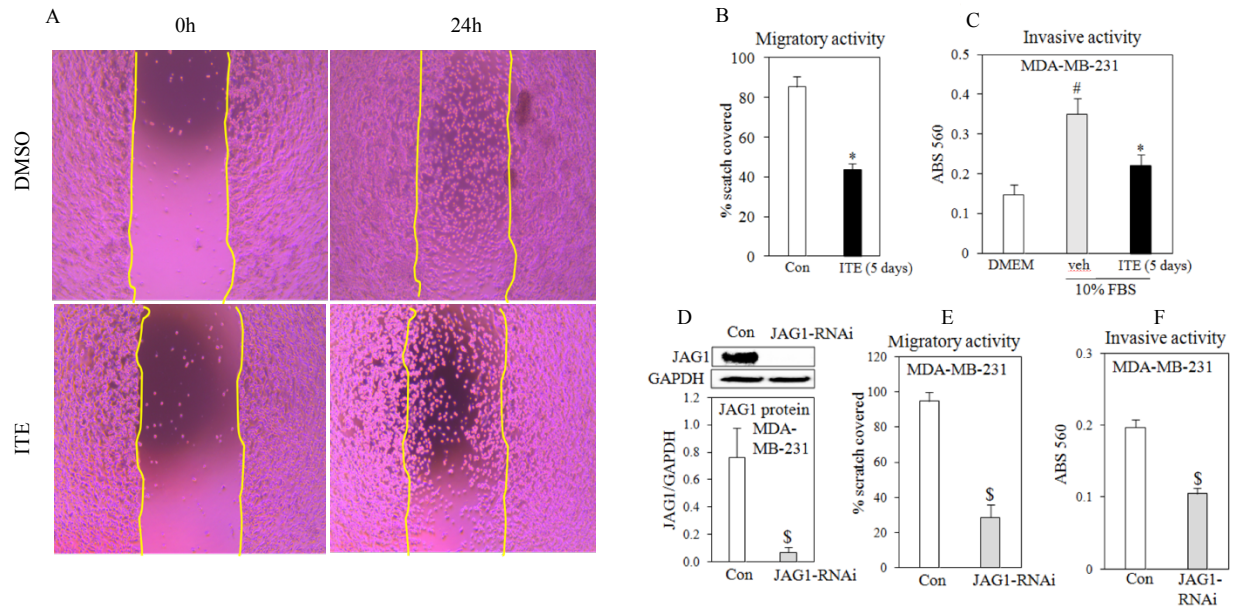 A
0h
24h
DMSO
ITE
B
Migratory activity
% scatch covered
100
80
60
40
20
0
*
Con
ITE (5 days)
C
Invasive activity
MDA-MB-231
ABS 560
0.5
0.4
0.3
0.2
0.1
0
#
*
DMEM
veh
ITE (5 days)
10% FBS
D
Con
JAG1-RNAi
JAG1
GAPDH
JAG1 protein
MDA-
MB-231
JAG1/GAPDH
1.2
1.0
0.8
0.6
0.4
0.2
0.0
$
Con
JAG1-RNAi
E
Migratory activity
MDA-MB-231
% scratch covered
120
100
80
60
40
20
0
$
Con
JAG1-RNAi
F
Invasive activity
MDA-MB-231
ABS 560
0.3
0.2
0.1
0
$
Con
JAG1-
RNAi